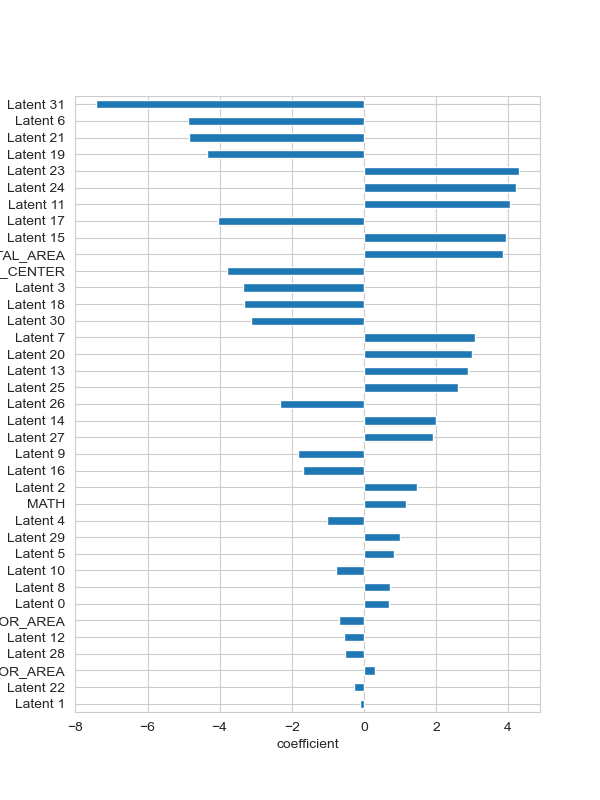 Latent 31
Latent 6
Latent 21
Latent 19
Latent 23
Latent 24
Latent 11
Latent 17
Latent 15
TAL_AREA
_CENTER
Latent 3
Latent 18
Latent 30
Latent 7
Latent 20
Latent 13
Latent 25
Latent 26
Latent 14
Latent 27
Latent 9
Latent 16
Latent 2
MATH
Latent 4
Latent 29
Latent 5
Latent 10
Latent 8
Latent 0
OR_AREA
Latent 12
Latent 28
OR_AREA
Latent 22
Latent 1
−8 −6 −4 −2 0 2 4
coefficient